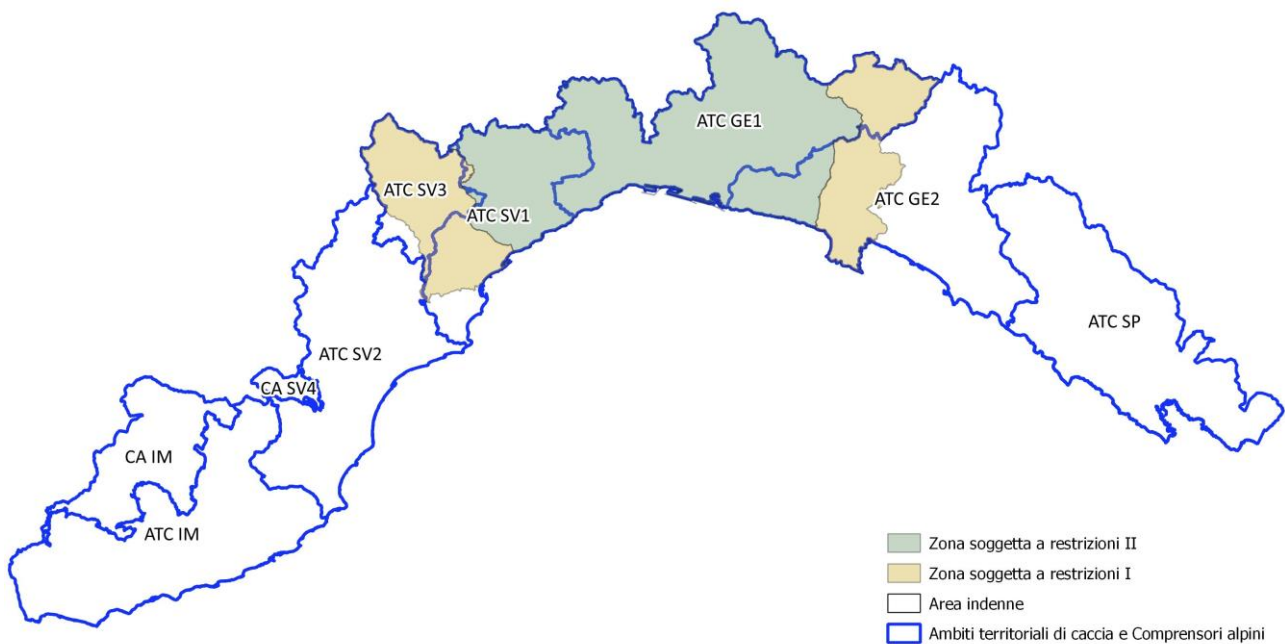 ATC GE1
ATC SV3
ATC SV1
ATC GE2
ATC SP
ATC SV2
CA SV4
CA IM
ATC IM
Zona soggetta a restrizioni II
Zona soggetta a restrizioni I
Area indenne
Ambiti territoriali di caccia e Comprensori alpini